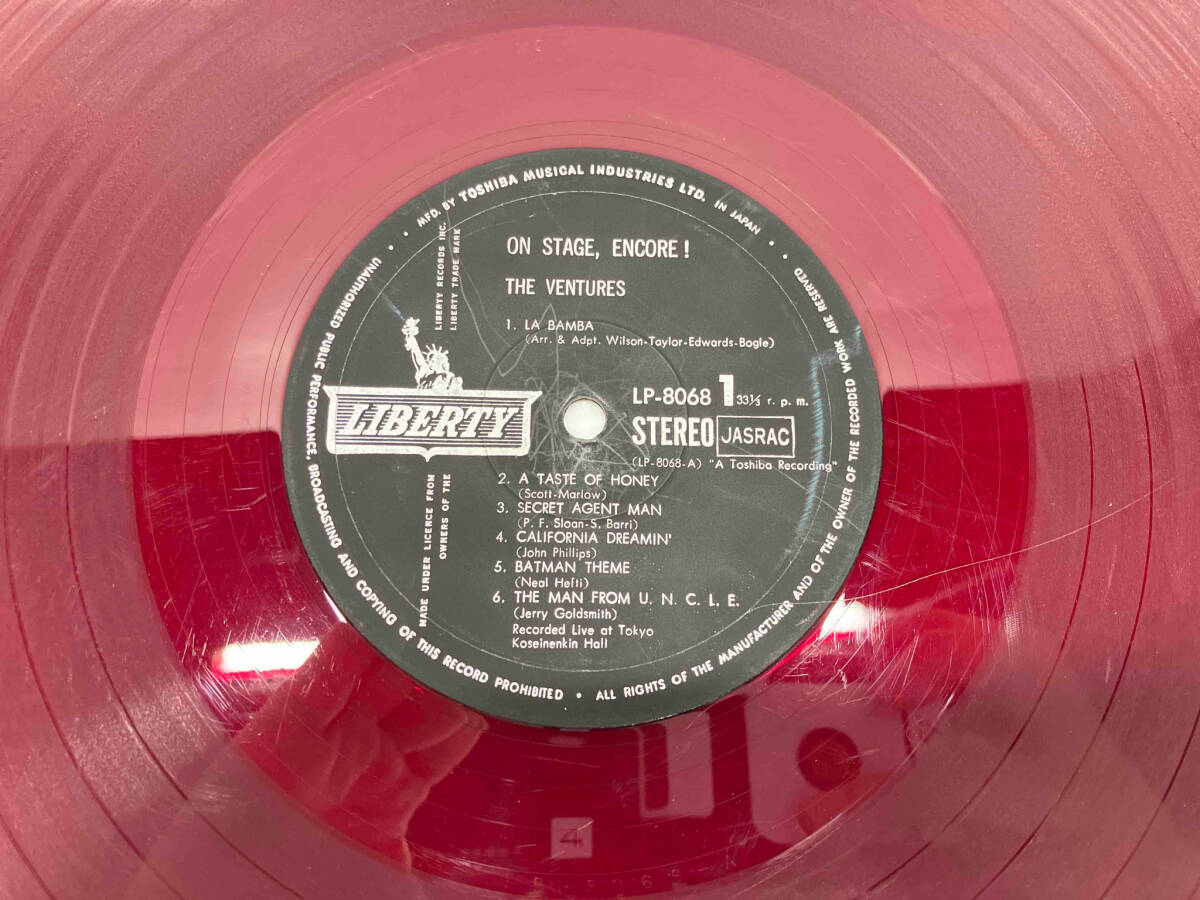 MFD. BY TOSHIBA MUSICAL INDUSTRIES LTD. IN JAPAN
UNAUTHORIZED PUBLIC PERFORMANCE, BROADCASTING AND COPYING OF THIS RECORD PROHIBITED • ALL RIGHTS OF THE MANUFACTURER AND OF THE OWNER OF THE RECORDED WORK ARE RESERVED
LIBERTY RECORDS INC.
LIBERTY TRADE MARK
ON STAGE, ENCORE!
THE VENTURES
1. LA BAMBA
(Arr. & Adpt. Wilson-Taylor-Edwards-Bogle)
LIBERTY
LP-8068 1 33⅓ r. p. m.
STEREO JASRAC
(LP-8068-A) "A Toshiba Recording"
MADE UNDER LICENCE FROM
OWNERS OF THE
2. A TASTE OF HONEY
(Scott-Marlow)
3. SECRET AGENT MAN
(P. F. Sloan-S. Barri)
4. CALIFORNIA DREAMIN'
(John Phillips)
5. BATMAN THEME
(Neal Hefti)
6. THE MAN FROM U. N. C. L. E.
(Jerry Goldsmith)
Recorded Live at Tokyo
Koseinenkin Hall
4